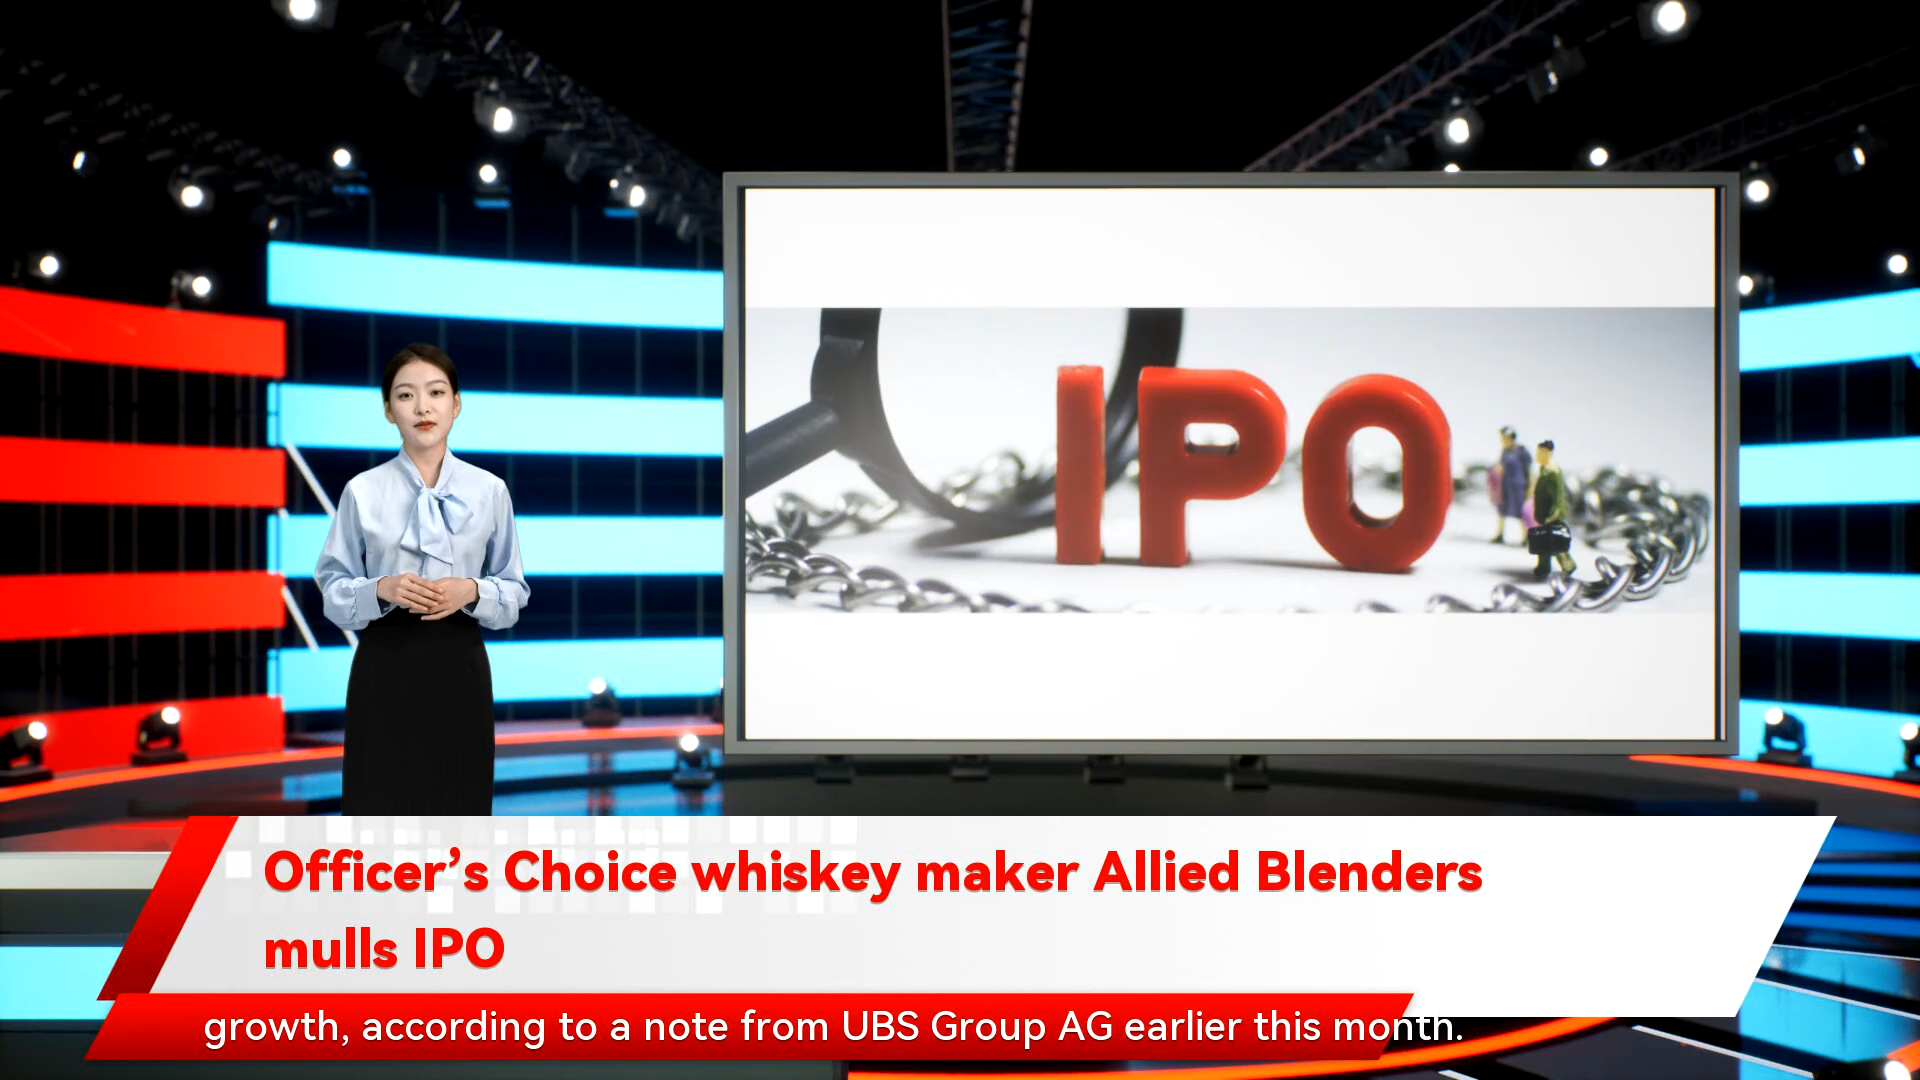 IPO
Officer’s Choice whiskey maker Allied Blenders
mulls IPO
growth, according to a note from UBS Group AG earlier this month.